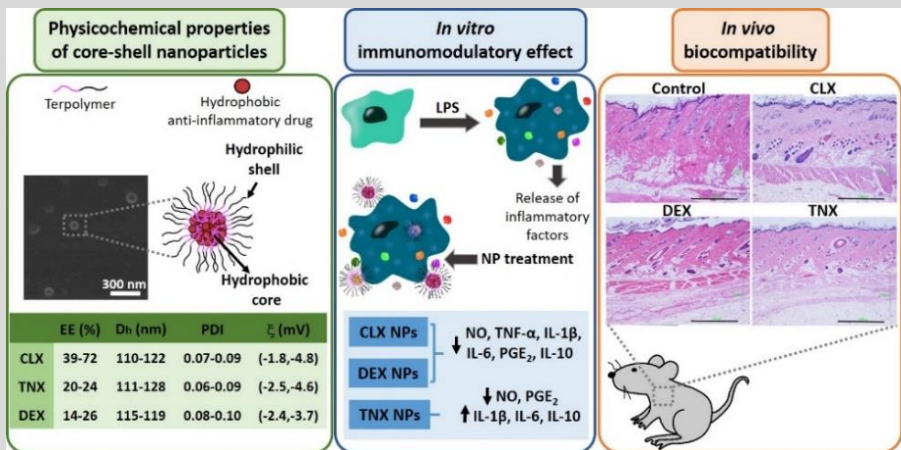 Physicochemical properties
of core-shell nanoparticles
Terpolymer
Hydrophobic
anti-inflammatory drug
Hydrophilic
shell
Hydrophobic
core
300 nm
EE (%) Dh (nm) PDI ξ (mV)
CLX 39-72 110-122 0.07-0.09 (-1.8,-4.8)
TNX 20-24 111-128 0.06-0.09 (-2.5,-4.6)
DEX 14-26 115-119 0.08-0.10 (-2.4,-3.7)
In vitro
immunomodulatory effect
LPS
Release of
inflammatory
factors
NP treatment
CLX NPs
DEX NPs
↓ NO, TNF-α, IL-1β,
IL-6, PGE₂, IL-10
TNX NPs
↓ NO, PGE₂
↑ IL-1β, IL-6, IL-10
In vivo
biocompatibility
Control
CLX
DEX
TNX